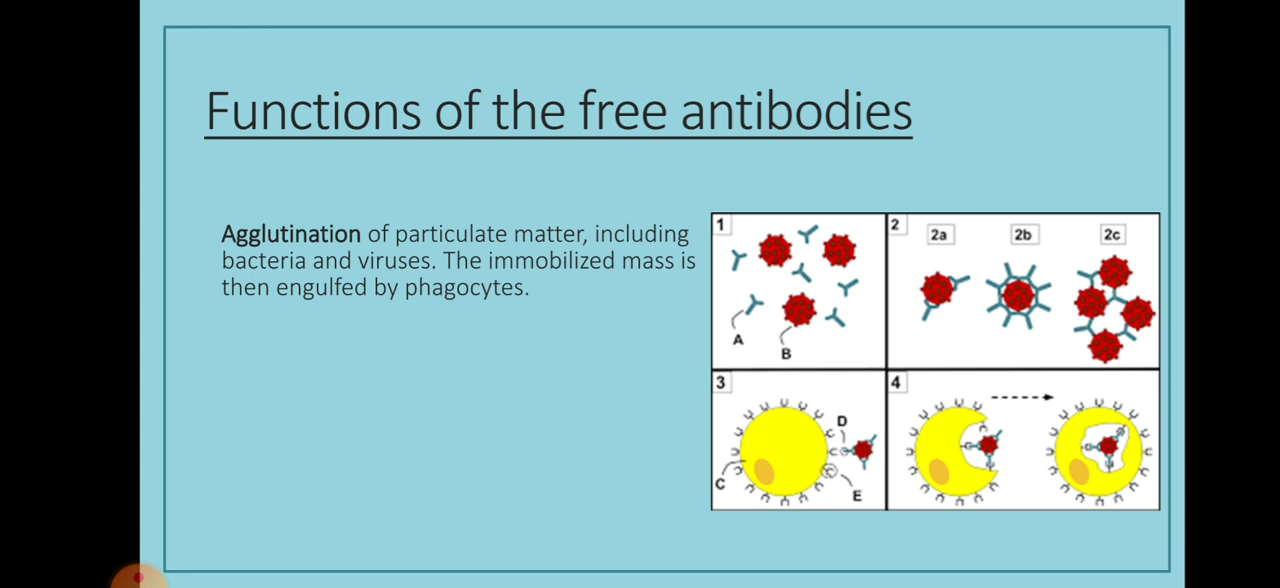 Functions of the free antibodies
Agglutination of particulate matter, including
bacteria and viruses. The immobilized mass is
then engulfed by phagocytes.
1
A
B
2
2a
2b
2c
3
C
D
E
4